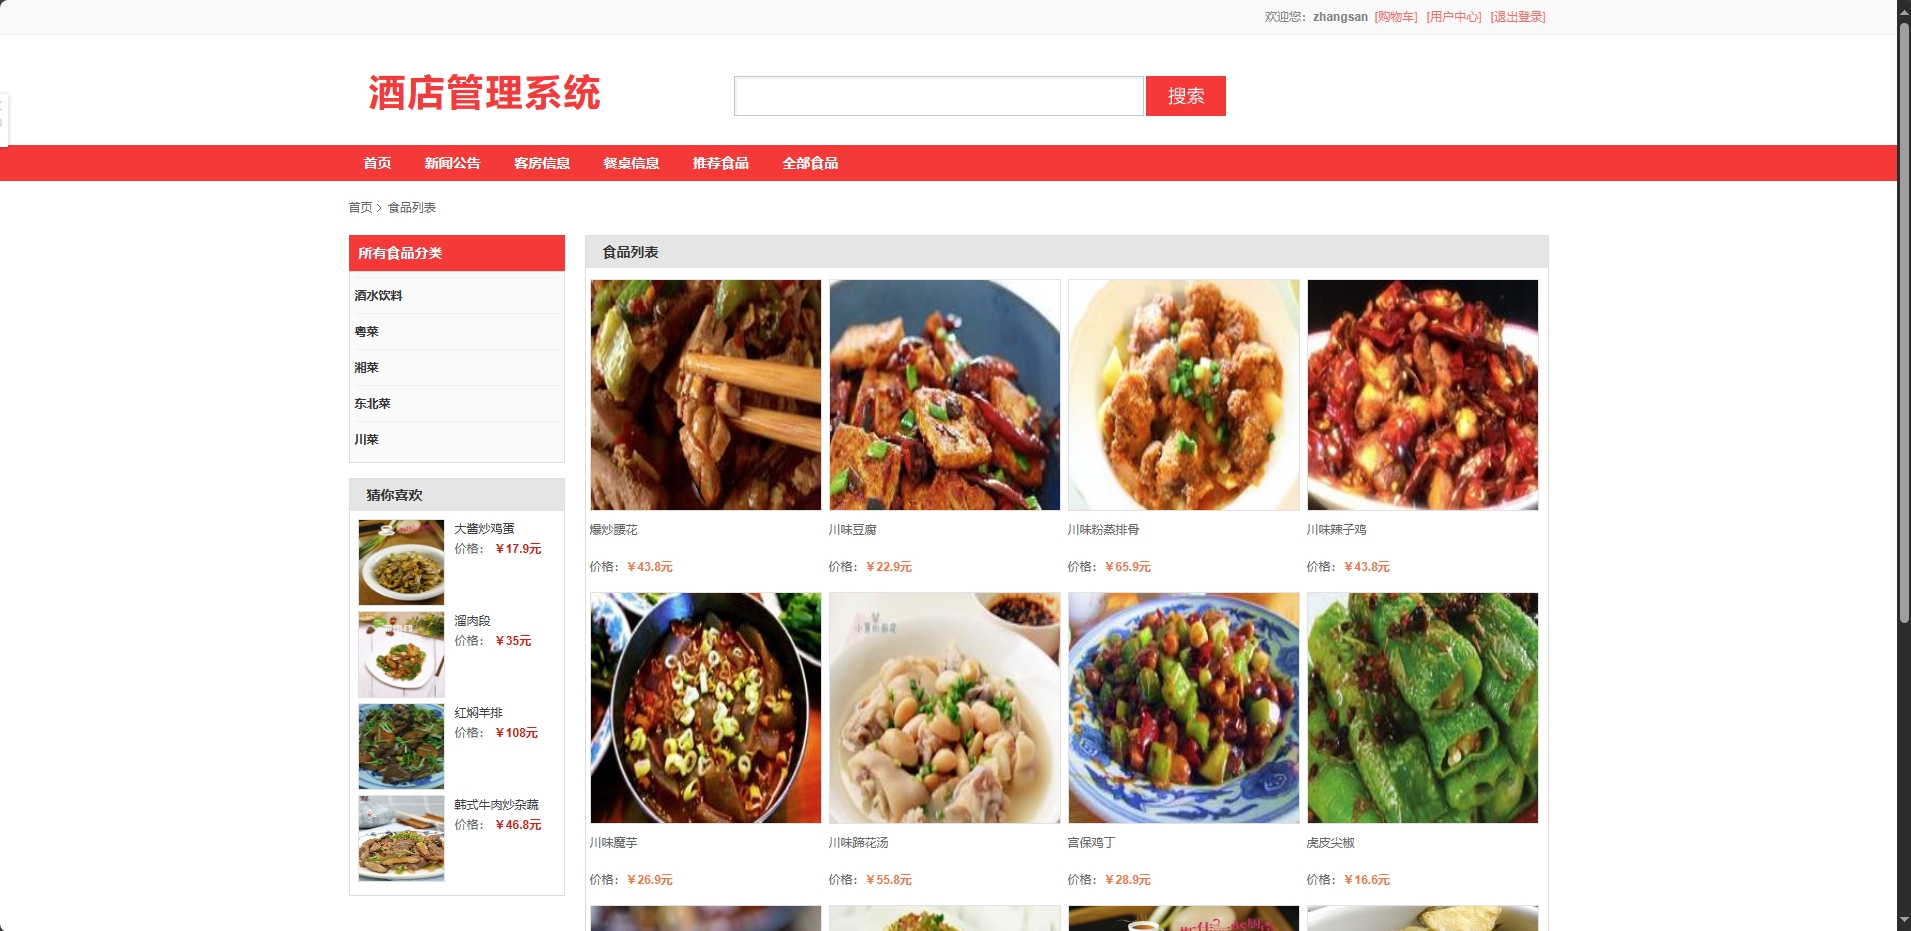 欢迎您：zhangsan [购物车] [用户中心] [退出登录]
酒店管理系统
搜索
首页 新闻公告 客房信息 餐桌信息 推荐食品 全部食品
首页 > 食品列表
所有食品分类
酒水饮料
粤菜
湘菜
东北菜
川菜
猜你喜欢
大酱炒鸡蛋
价格： ￥17.9元
溜肉段
价格： ￥35元
红焖羊排
价格： ￥108元
韩式牛肉炒杂蔬
价格： ￥46.8元
食品列表
爆炒腰花 川味豆腐 川味粉蒸排骨 川味辣子鸡
价格：￥43.8元 价格：￥22.9元 价格：￥65.9元 价格：￥43.8元
川味魔芋 川味蹄花汤 宫保鸡丁 虎皮尖椒
价格：￥26.9元 价格：￥55.8元 价格：￥28.9元 价格：￥16.6元